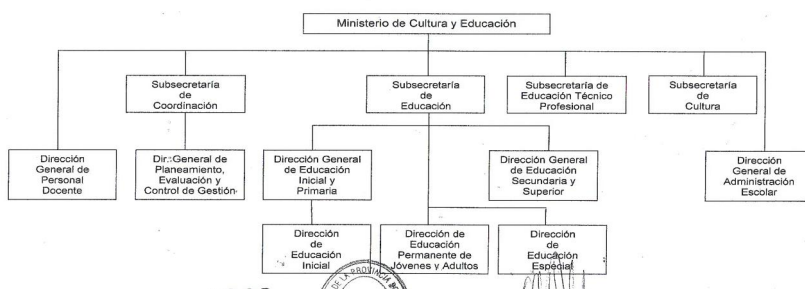 Ministerio de Cultura y Educación
Subsecretaría
de
Coordinación
Subsecretaría
de
Educación
Subsecretaría de
Educación Técnico
Profesional
Subsecretaría
de
Cultura
Dirección
General de
Personal
Docente
Dir. General de
Planeamiento,
Evaluación y
Control de Gestión
Dirección General
de Educación
Inicial y
Primaria
Dirección General
de Educación
Secundaria y
Superior
Dirección
General de
Administración
Escolar
Dirección
de
Educación
Inicial
Dirección de
Educación
Permanente de
Jóvenes y Adultos
Dirección
de
Educación
Especial
DE LA PROVINCIA